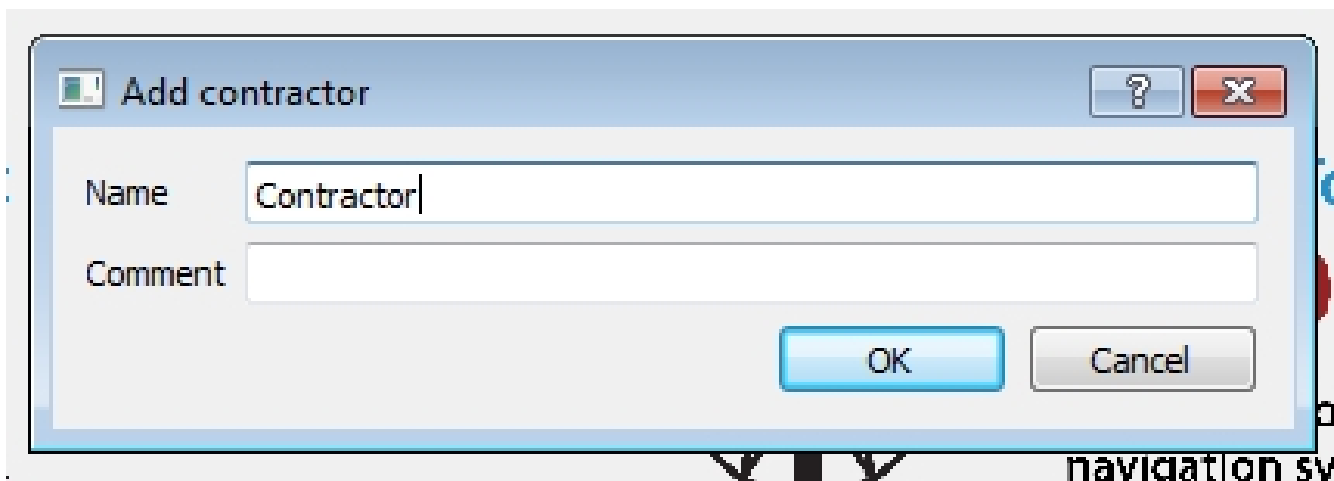 Add contractor
Name
Contractor
Comment
OK
Cancel
navigation sy